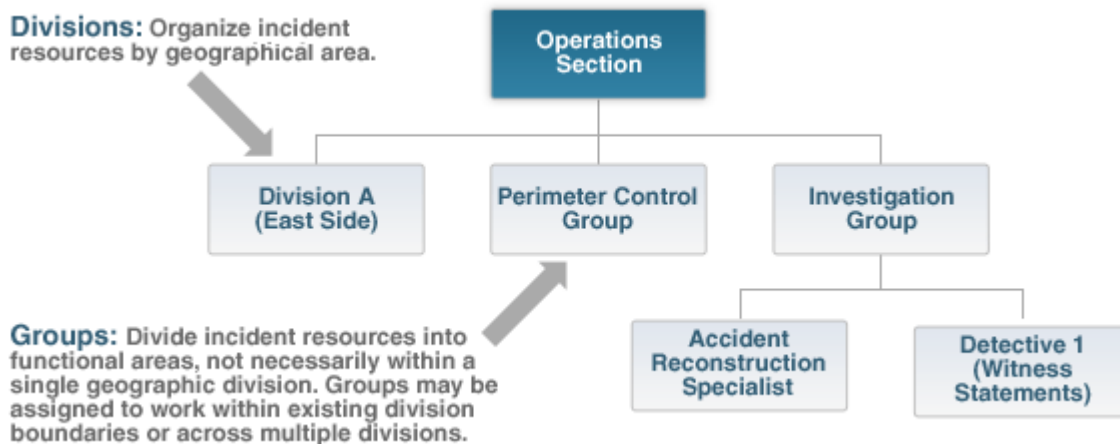 Divisions: Organize incident
resources by geographical area.
Operations
Section
Division A
(East Side)
Perimeter Control
Group
Investigation
Group
Groups: Divide incident resources into
functional areas, not necessarily within a
single geographic division. Groups may be
assigned to work within existing division
boundaries or across multiple divisions.
Accident
Reconstruction
Specialist
Detective 1
(Witness
Statements)